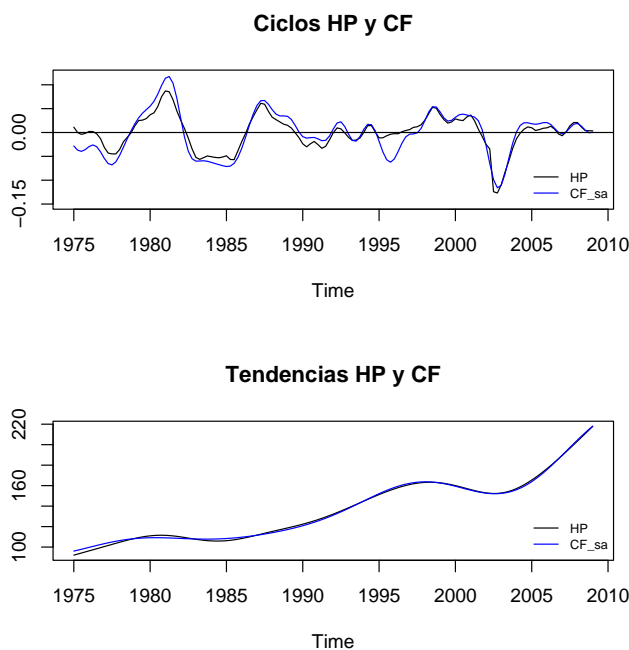 Ciclos HP y CF
0.00
−0.15
HP
CF_sa
1975 1980 1985 1990 1995 2000 2005 2010
Time
Tendencias HP y CF
220
160
100
HP
CF_sa
1975 1980 1985 1990 1995 2000 2005 2010
Time